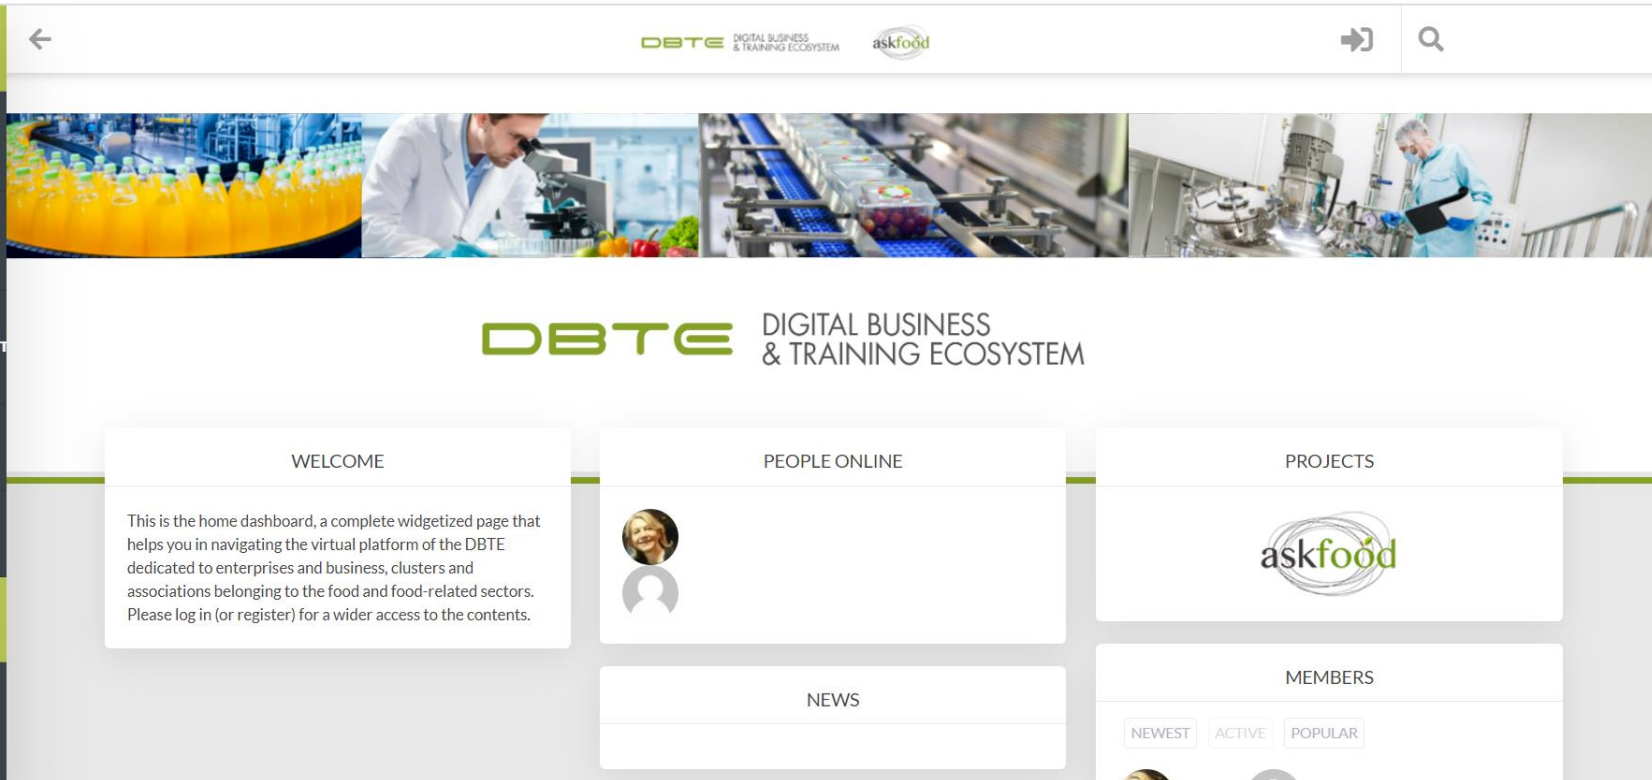 DBTE DIGITAL BUSINESS
& TRAINING ECOSYSTEM
askfood
DBTE DIGITAL BUSINESS
& TRAINING ECOSYSTEM
WELCOME
This is the home dashboard, a complete widgetized page that
helps you in navigating the virtual platform of the DBTE
dedicated to enterprises and business, clusters and
associations belonging to the food and food-related sectors.
Please log in (or register) for a wider access to the contents.
PEOPLE ONLINE
NEWS
PROJECTS
askfood
MEMBERS
NEWEST ACTIVE POPULAR